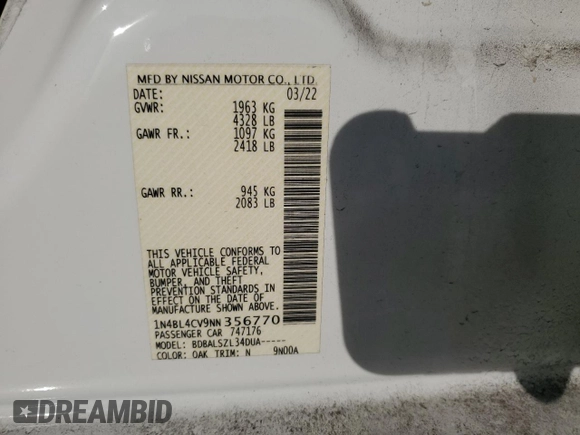 MFD BY NISSAN MOTOR CO., LTD.
DATE: 03/22
GVWR: 1963 KG
4328 LB
GAWR FR.: 1097 KG
2418 LB
GAWR RR.: 945 KG
2083 LB
THIS VEHICLE CONFORMS TO
ALL APPLICABLE FEDERAL
MOTOR VEHICLE SAFETY,
BUMPER, AND THEFT
PREVENTION STANDARDS IN
EFFECT ON THE DATE OF
MANUFACTURE SHOWN ABOVE.
1N4BL4CV9NN356770
PASSENGER CAR 747176
MODEL: BDBALSZL34DUA-----
COLOR: QAK TRIM: N 9N00A
DREAMBID